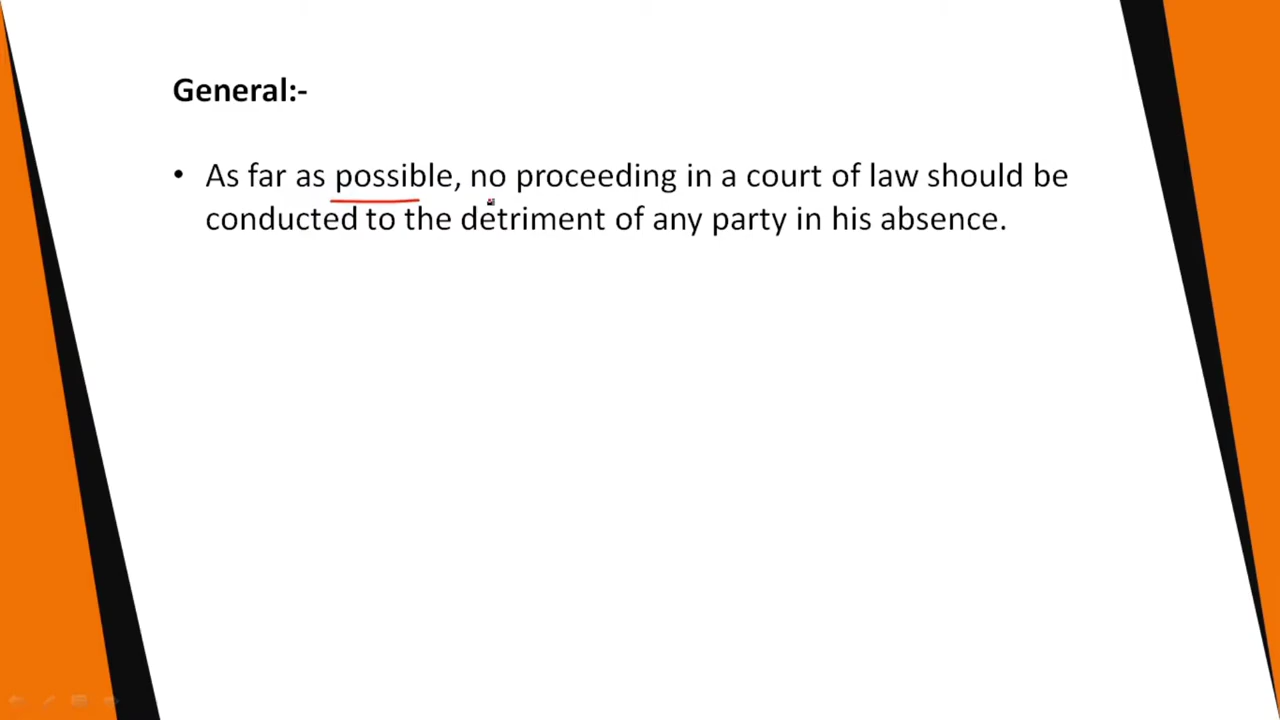 General:-
• As far as possible, no proceeding in a court of law should be
conducted to the detriment of any party in his absence.